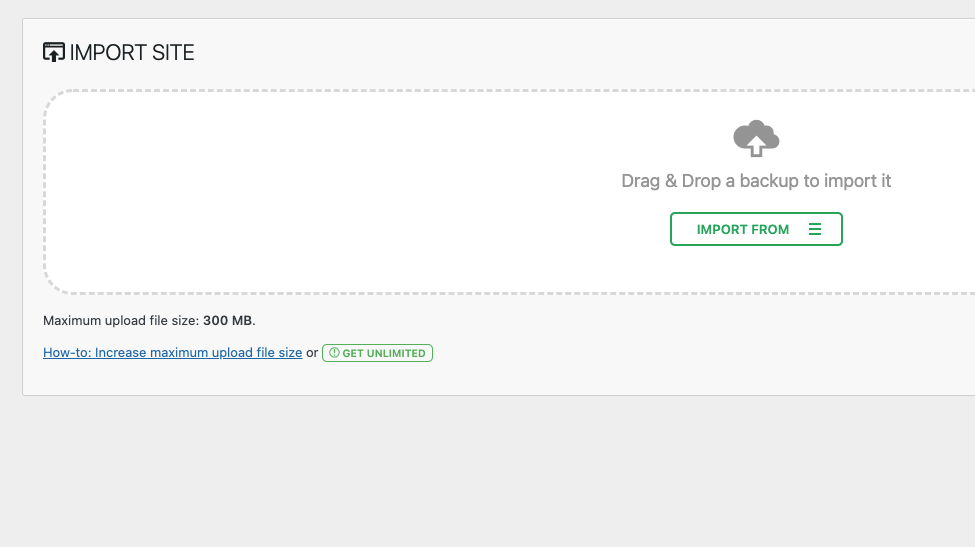 IMPORT SITE
Drag & Drop a backup to import it
IMPORT FROM
Maximum upload file size: 300 MB.
How-to: Increase maximum upload file size or GET UNLIMITED